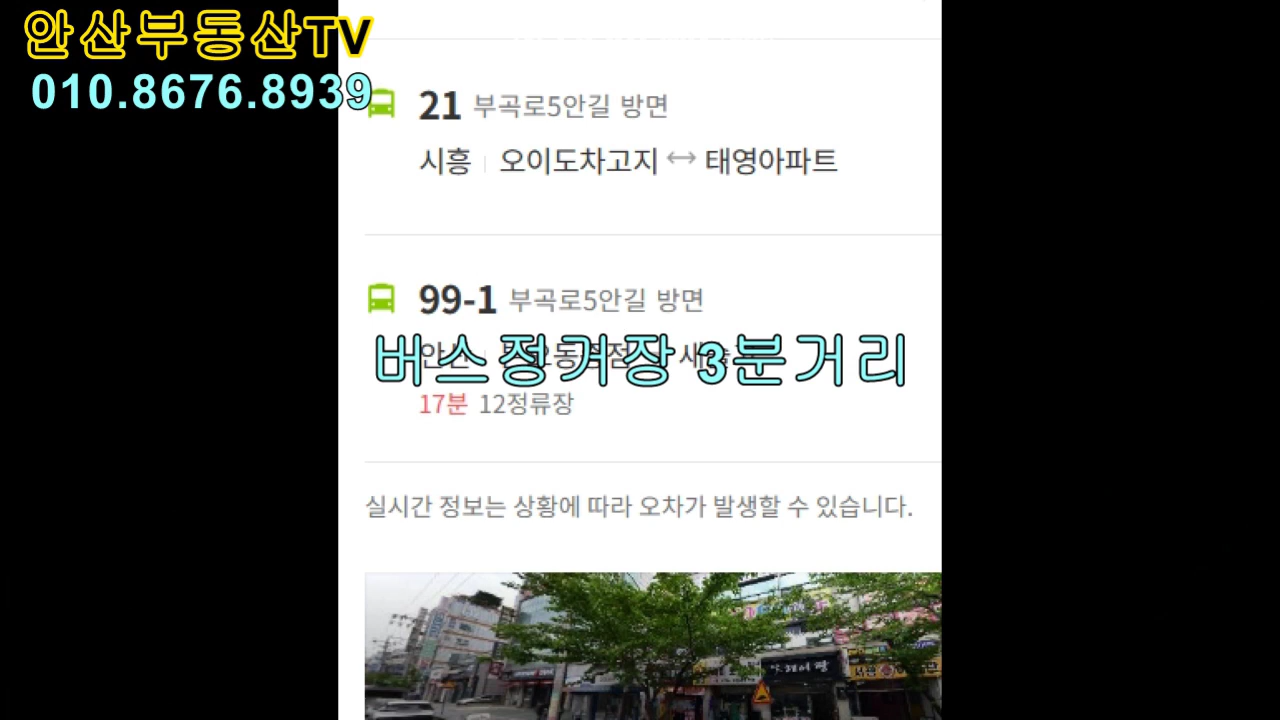 안산부동산TV
010.8676.8939
21 부곡로5안길 방면
시흥 오이도차고지 ↔ 태영아파트
99-1 부곡로5안길 방면
버스정겨장 3분거리
17분 12정류장
실시간 정보는 상황에 따라 오차가 발생할 수 있습니다.